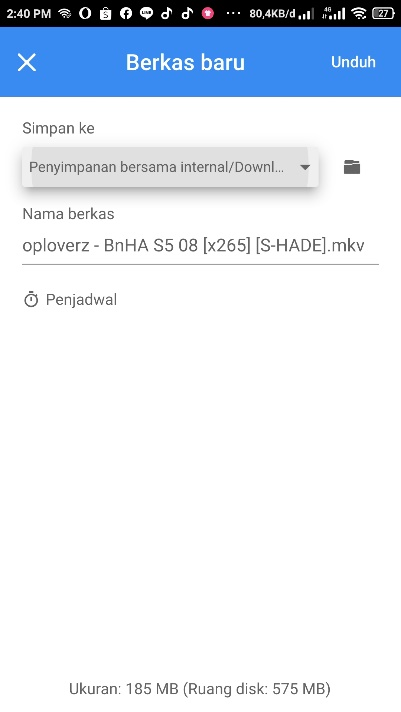 2:40 PM 80,4KB/d 4G 27
Berkas baru Unduh
Simpan ke
Penyimpanan bersama internal/Downl...
Nama berkas
oploverz - BnHA S5 08 [x265] [S-HADE].mkv
Penjadwal
Ukuran: 185 MB (Ruang disk: 575 MB)